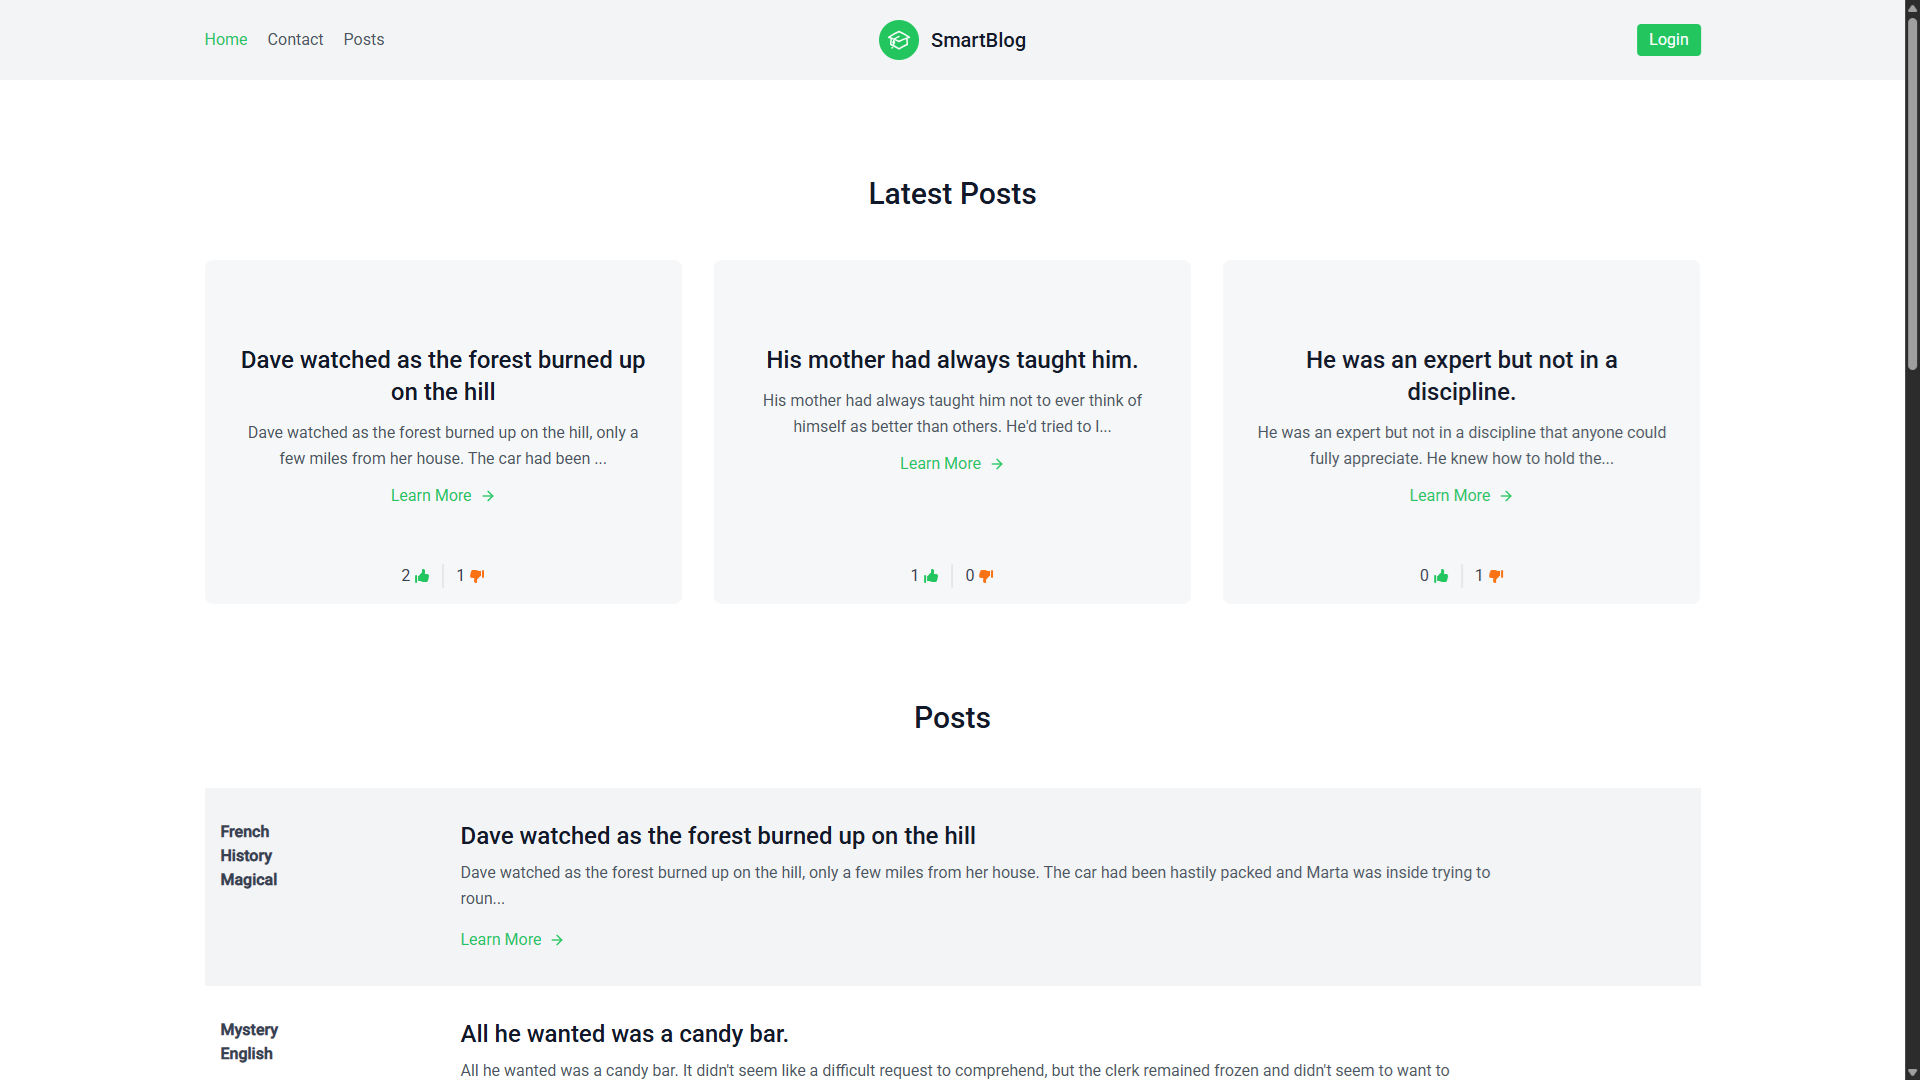 Home Contact Posts SmartBlog Login
Latest Posts
Dave watched as the forest burned up
on the hill
Dave watched as the forest burned up on the hill, only a
few miles from her house. The car had been ...
Learn More
2 1
His mother had always taught him.
His mother had always taught him not to ever think of
himself as better than others. He'd tried to l...
Learn More
1 0
He was an expert but not in a
discipline.
He was an expert but not in a discipline that anyone could
fully appreciate. He knew how to hold the...
Learn More
0 1
Posts
French
History
Magical
Dave watched as the forest burned up on the hill
Dave watched as the forest burned up on the hill, only a few miles from her house. The car had been hastily packed and Marta was inside trying to
roun...
Learn More
Mystery
English
All he wanted was a candy bar.
All he wanted was a candy bar. It didn't seem like a difficult request to comprehend, but the clerk remained frozen and didn't seem to want to